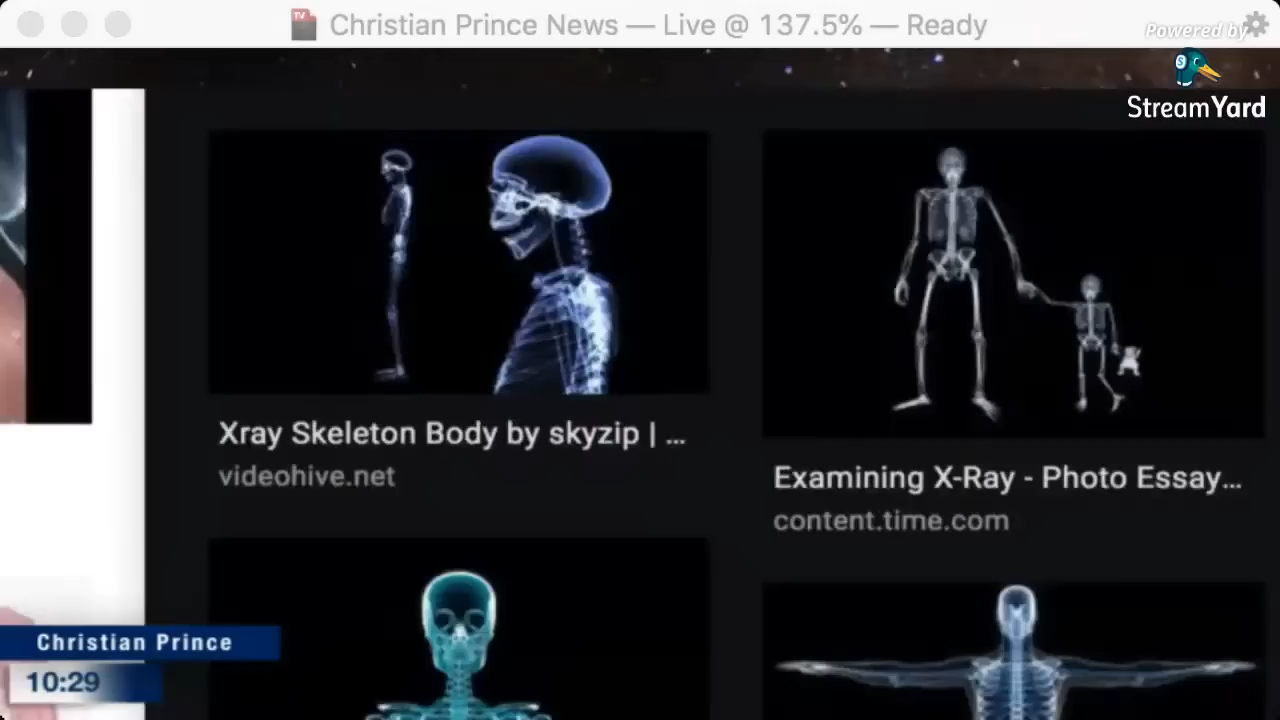 Christian Prince News — Live @ 137.5% — Ready
Powered by
StreamYard
Xray Skeleton Body by skyzip | ...
videohive.net
Examining X-Ray - Photo Essay...
content.time.com
Christian Prince
10:29